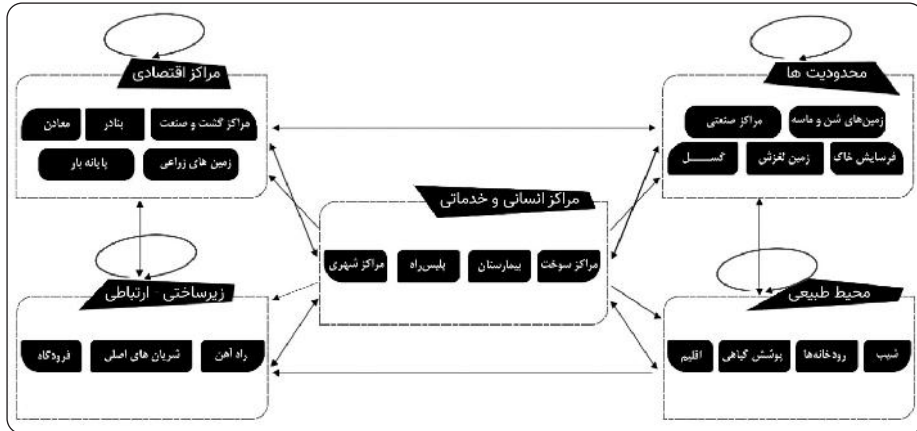 محدودیت ها
زمین‌های شن و ماسه
مراکز صنعتی
فرسایش خاک
زمین لغزش
گســـل
مراکز اقتصادی
مراکز گشت و صنعت
بنادر
معادن
زمین های زراعی
پایانه بار
مراکز انسانی و خدماتی
مراکز سوخت
بیمارستان
پلیس‌راه
مراکز شهری
محیط طبیعی
شیب
رودخانه‌ها
پوشش گیاهی
اقلیم
زیرساختی - ارتباطی
راه آهن
شریان های اصلی
فرودگاه